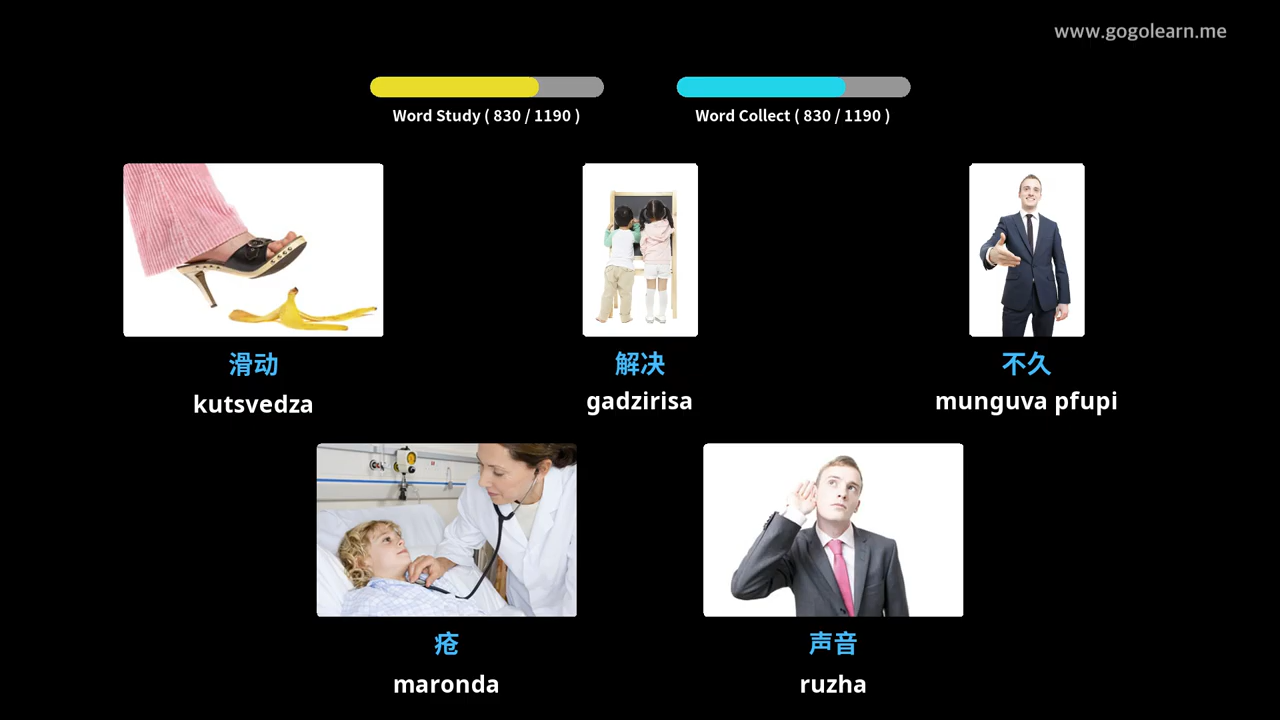 www.gogolearn.me
Word Study ( 830 / 1190 )
Word Collect ( 830 / 1190 )
滑动
kutsvedza
解决
gadzirisa
不久
munguva pfupi
疮
maronda
声音
ruzha